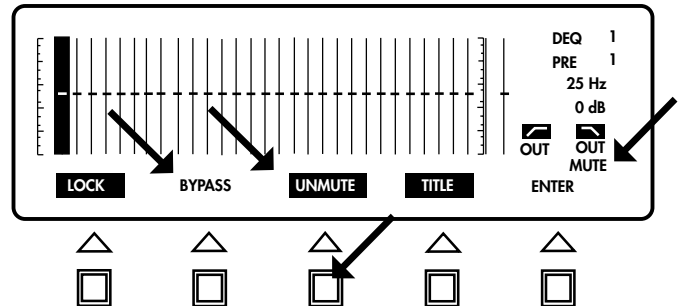 DEQ 1
PRE 1
25 Hz
0 dB
OUT OUT
MUTE
LOCK BYPASS UNMUTE TITLE ENTER